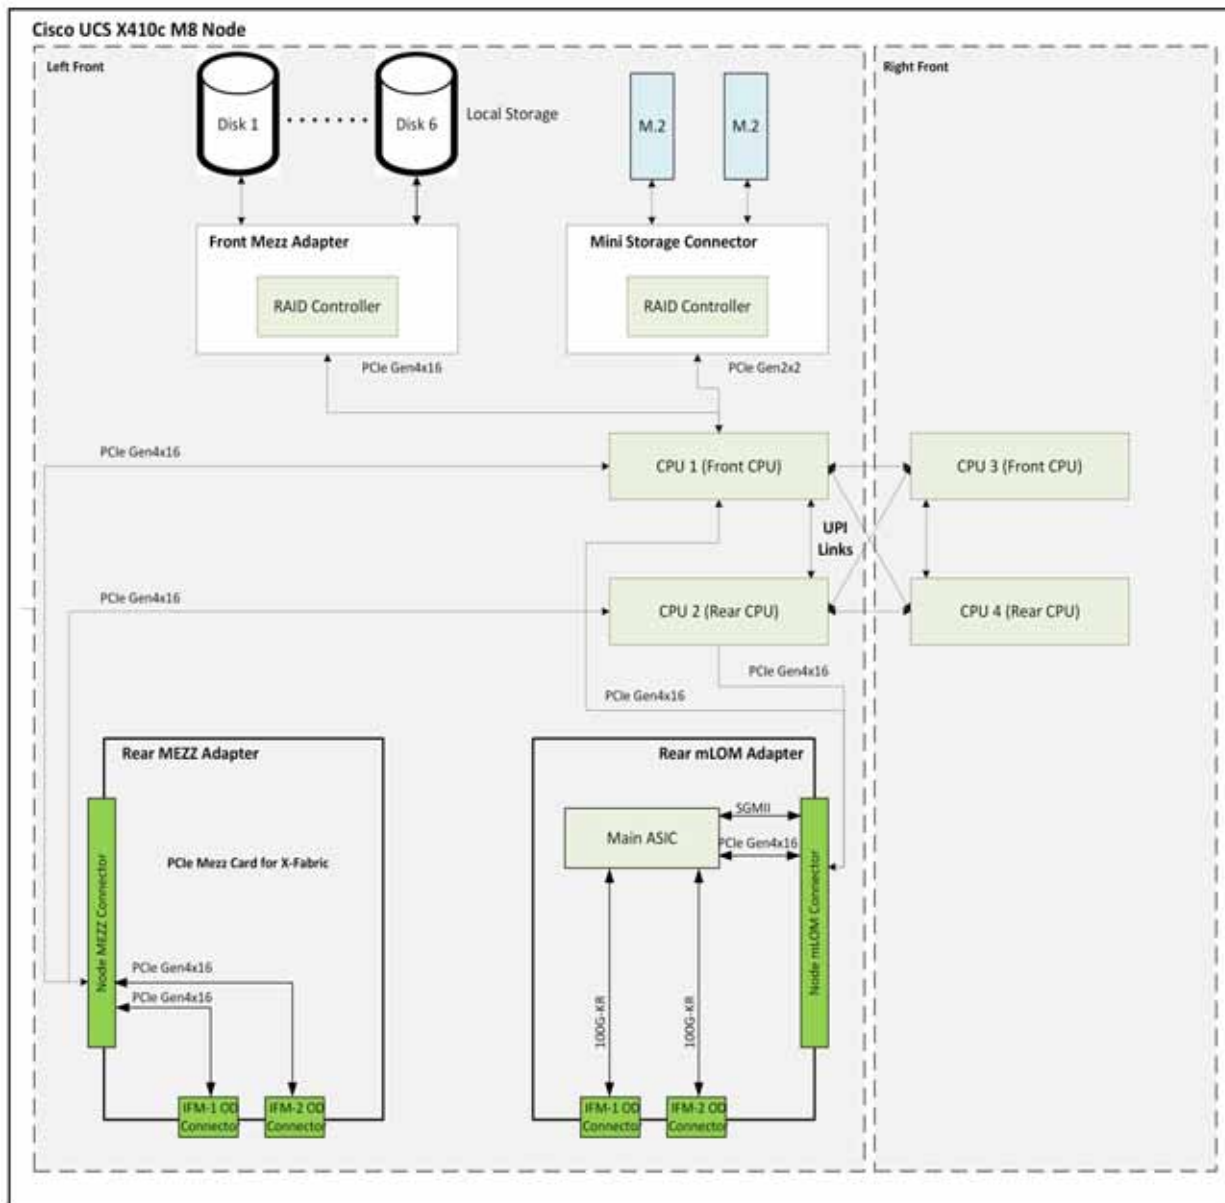 Cisco UCS X410c M8 Node
Left Front
Right Front
Disk 1
Disk 6
Local Storage
M.2
M.2
Front Mezz Adapter
RAID Controller
Mini Storage Connector
RAID Controller
PCIe Gen4x16
PCIe Gen2x2
PCIe Gen4x16
CPU 1 (Front CPU)
CPU 3 (Front CPU)
UPI
Links
PCIe Gen4x16
CPU 2 (Rear CPU)
CPU 4 (Rear CPU)
PCIe Gen4x16
PCIe Gen4x16
Rear MEZZ Adapter
Node MEZZ Connector
PCIe Mezz Card for X-Fabric
PCIe Gen4x16
PCIe Gen4x16
IFM-1 OD
Connector
IFM-2 OD
Connector
Rear mLOM Adapter
Main ASIC
SGMII
PCIe Gen4x16
Node mLOM Connector
100G-KR
100G-KR
IFM-1 OD
Connector
IFM-2 OD
Connector